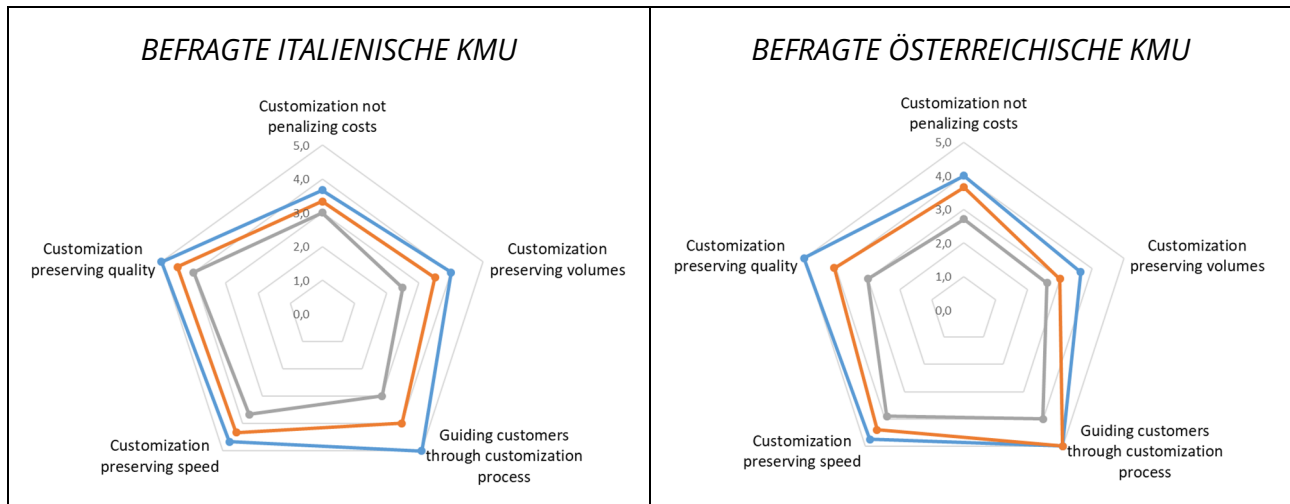 BEFRAGTE ITALIENISCHE KMU
Customization not
penalizing costs
5,0
4,0
3,0
2,0
1,0
0,0
Customization
preserving quality
Customization
preserving volumes
Customization
preserving speed
Guiding customers
through customization
process
BEFRAGTE ÖSTERREICHISCHE KMU
Customization not
penalizing costs
5,0
4,0
3,0
2,0
1,0
0,0
Customization
preserving quality
Customization
preserving volumes
Customization
preserving speed
Guiding customers
through customization
process